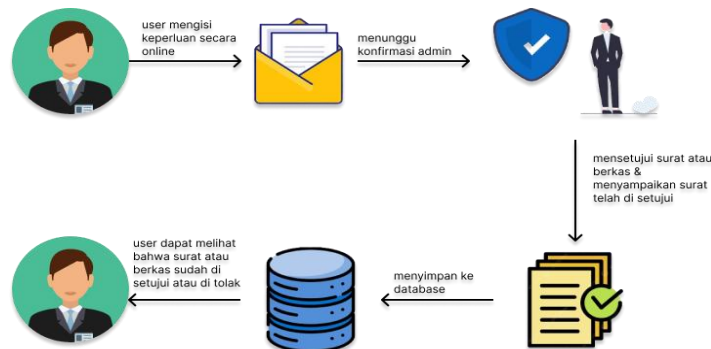 user mengisi
keperluan secara
online
menunggu
konfirmasi admin
mensetujui surat atau
berkas &
menyampaikan surat
telah di setujui
menyimpan ke
database
user dapat melihat
bahwa surat atau
berkas sudah di
setujui atau di tolak